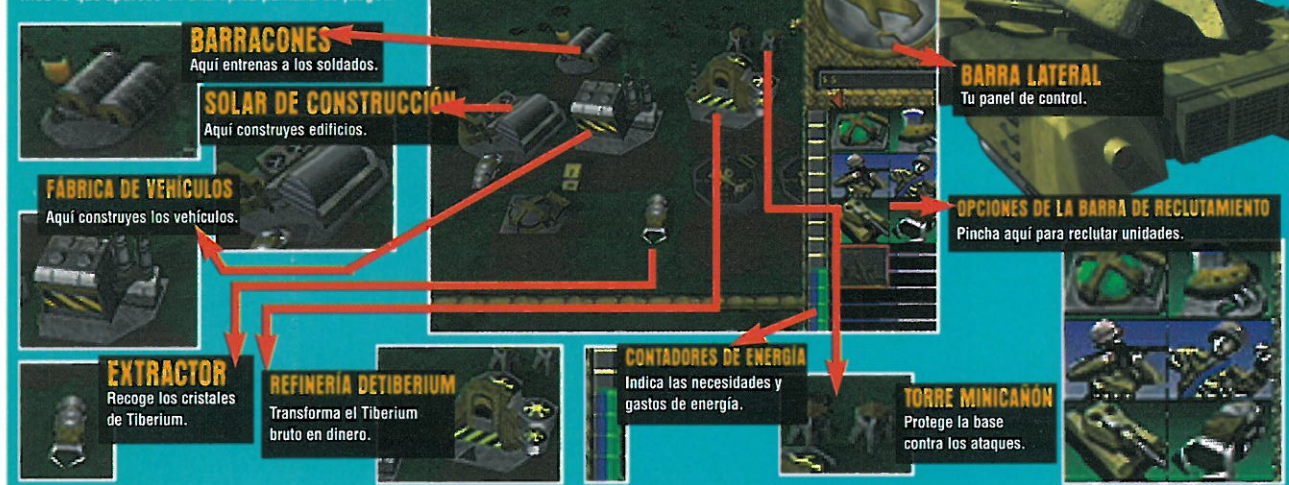 BARRACONES
Aquí entrenas a los soldados.
SOLAR DE CONSTRUCCIÓN
Aquí construyes edificios.
FÁBRICA DE VEHÍCULOS
Aquí construyes los vehículos.
EXTRACTOR
Recoge los cristales
de Tiberium.
REFINERÍA DETIBERIUM
Transforma el Tiberium
bruto en dinero.
CONTADORES DE ENERGÍA
Indica las necesidades y
gastos de energía.
TORRE MINICAÑÓN
Protege la base
contra los ataques.
BARRA LATERAL
Tu panel de control.
OPCIONES DE LA BARRA DE RECLUTAMIENTO
Pincha aquí para reclutar unidades.